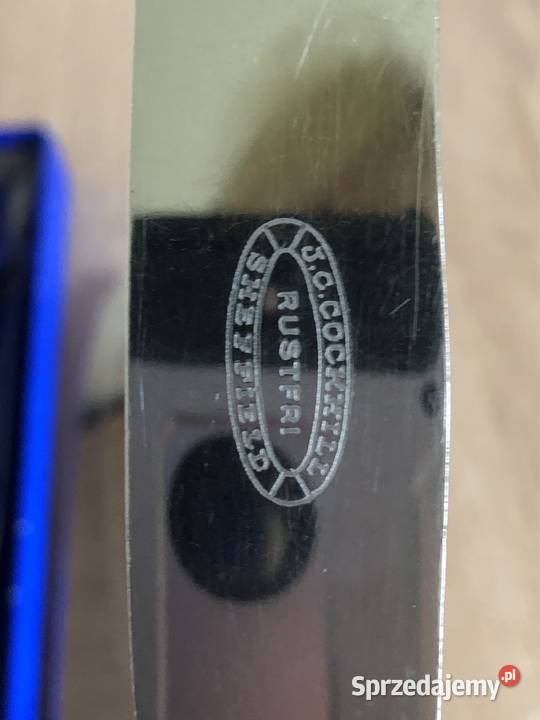 J.C.COCKHILL
RUSTFRI
SHEFFIELD
Sprzedajemy.pl